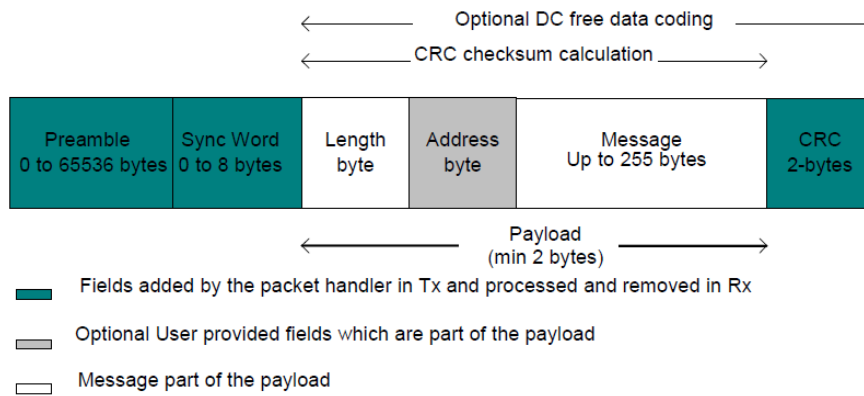 Optional DC free data coding
CRC checksum calculation
Preamble
0 to 65536 bytes
Sync Word
0 to 8 bytes
Length
byte
Address
byte
Message
Up to 255 bytes
CRC
2-bytes
Payload
(min 2 bytes)
Fields added by the packet handler in Tx and processed and removed in Rx
Optional User provided fields which are part of the payload
Message part of the payload